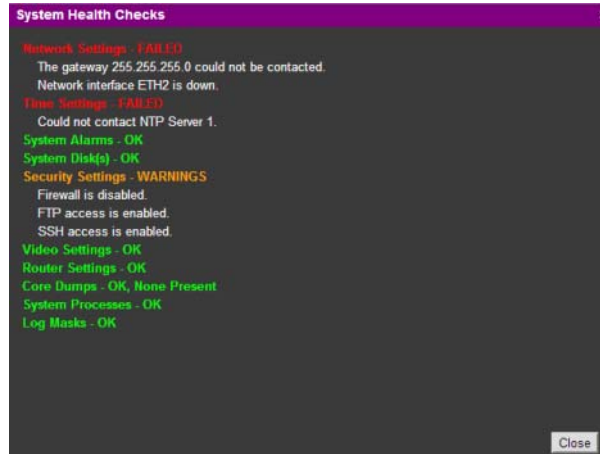 System Health Checks
Network Settings - FAILED
The gateway 255.255.255.0 could not be contacted.
Network interface ETH2 is down.
Time Settings - FAILED
Could not contact NTP Server 1.
System Alarms - OK
System Disk(s) - OK
Security Settings - WARNINGS
Firewall is disabled.
FTP access is enabled.
SSH access is enabled.
Video Settings - OK
Router Settings - OK
Core Dumps - OK, None Present
System Processes - OK
Log Masks - OK
Close